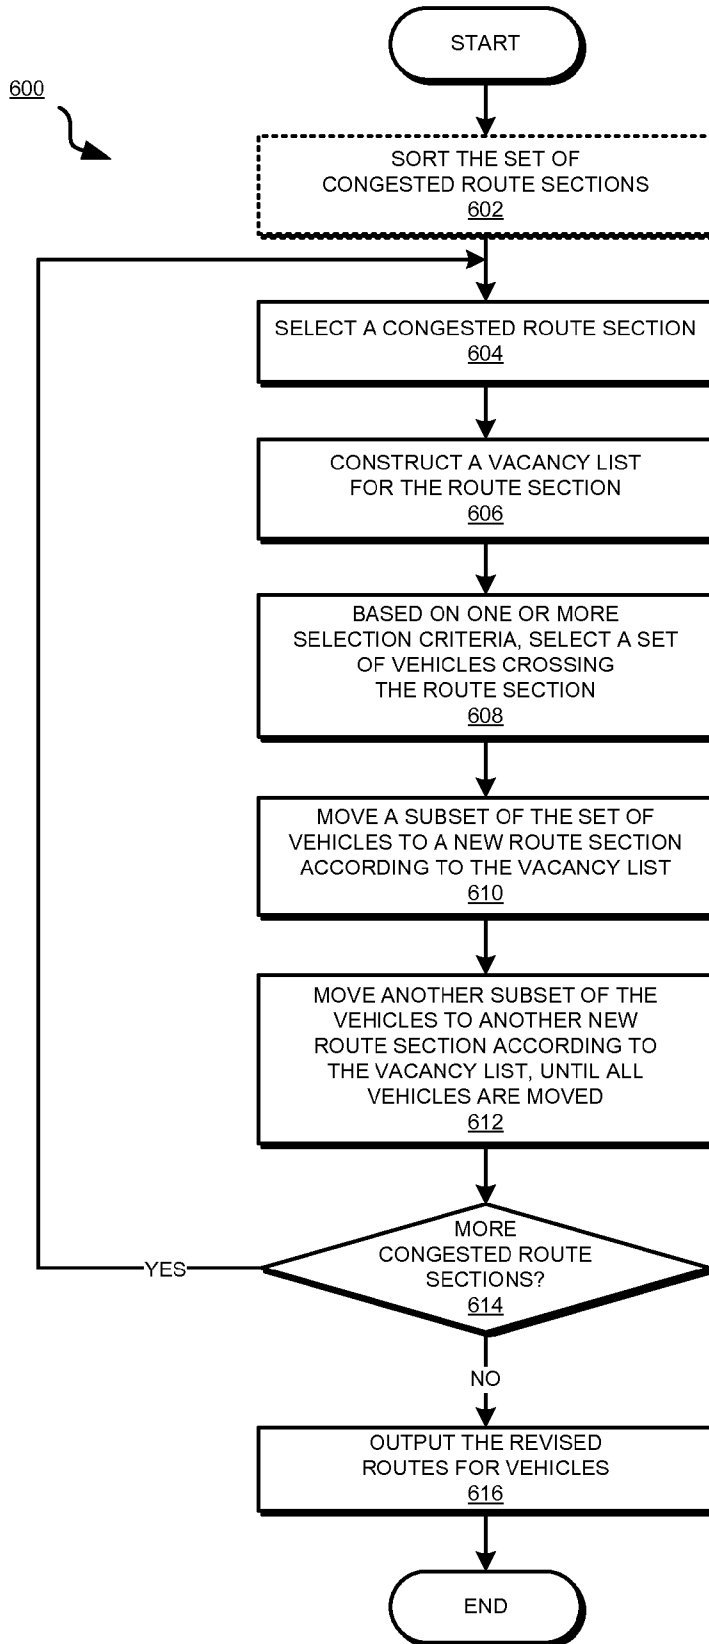 START
600
SORT THE SET OF
CONGESTED ROUTE SECTIONS
602
SELECT A CONGESTED ROUTE SECTION
604
CONSTRUCT A VACANCY LIST
FOR THE ROUTE SECTION
606
BASED ON ONE OR MORE
SELECTION CRITERIA, SELECT A SET
OF VEHICLES CROSSING
THE ROUTE SECTION
608
MOVE A SUBSET OF THE SET OF
VEHICLES TO A NEW ROUTE SECTION
ACCORDING TO THE VACANCY LIST
610
MOVE ANOTHER SUBSET OF THE
VEHICLES TO ANOTHER NEW
ROUTE SECTION ACCORDING TO
THE VACANCY LIST, UNTIL ALL
VEHICLES ARE MOVED
612
MORE
CONGESTED ROUTE
SECTIONS?
614
YES
NO
OUTPUT THE REVISED
ROUTES FOR VEHICLES
616
END